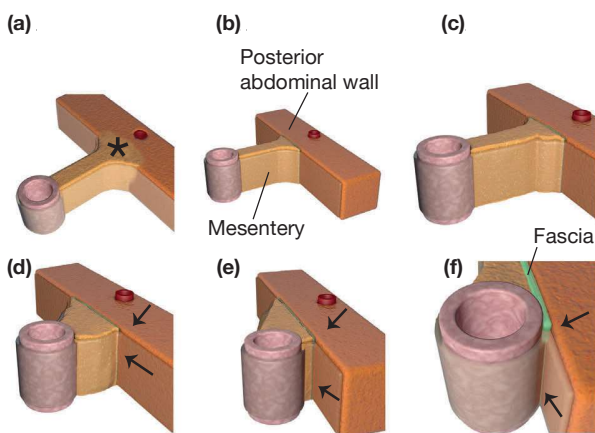 (a)
(b)
(c)
Posterior
abdominal wall
*
Mesentery
Fascia
(d)
(e)
(f)